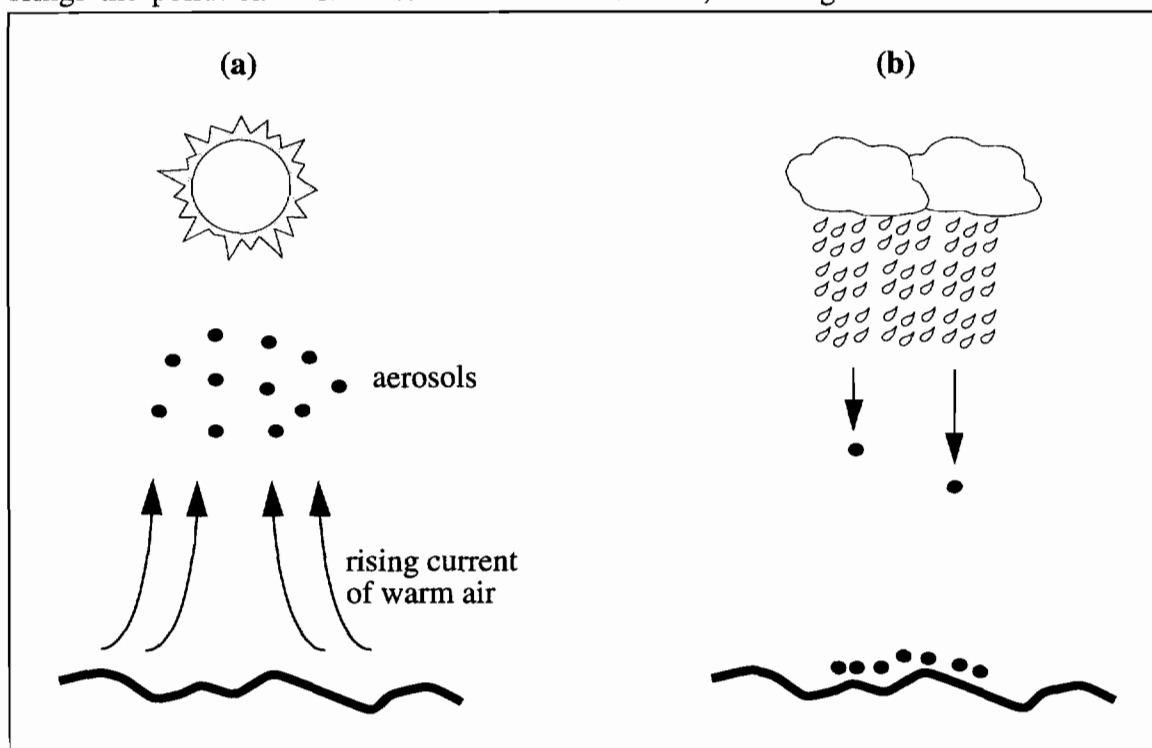 (a)
(b)
aerosols
rising current
of warm air